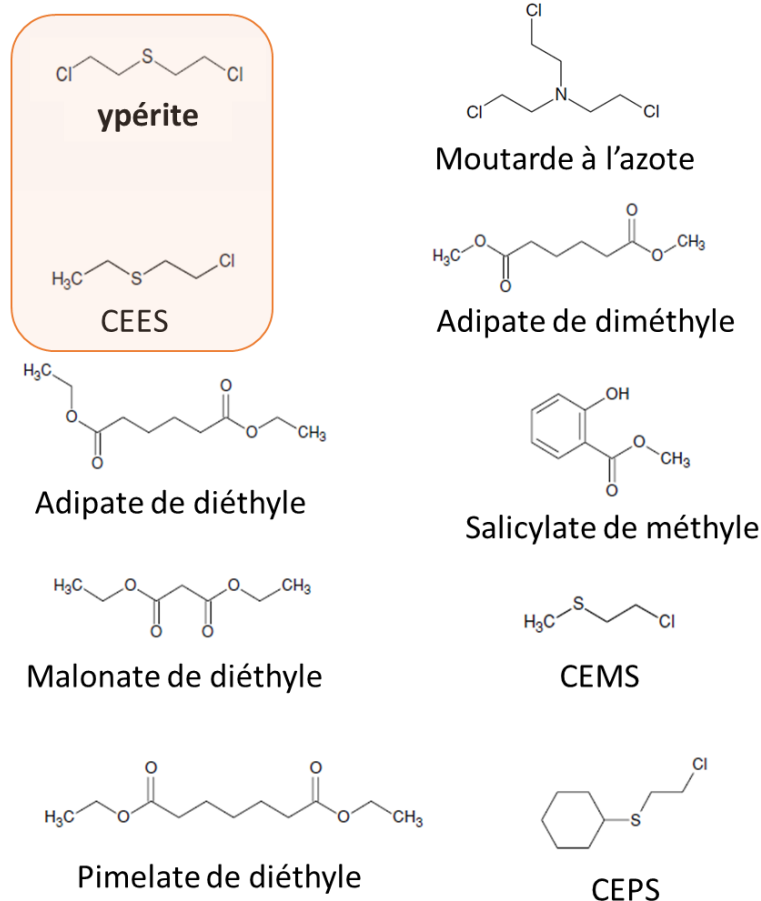 Cl S Cl
ypérite
Cl
Cl N Cl
Moutarde à l'azote
H₃C S Cl
CEES
O
H₃C O O CH₃
O
Adipate de diméthyle
H₃C
O
O
O CH₃
O
Adipate de diéthyle
OH
O CH₃
O
Salicylate de méthyle
H₃C O O CH₃
O O
Malonate de diéthyle
S
H₃C Cl
CEMS
O O
H₃C O O CH₃
Pimelate de diéthyle
Cl
S
CEPS